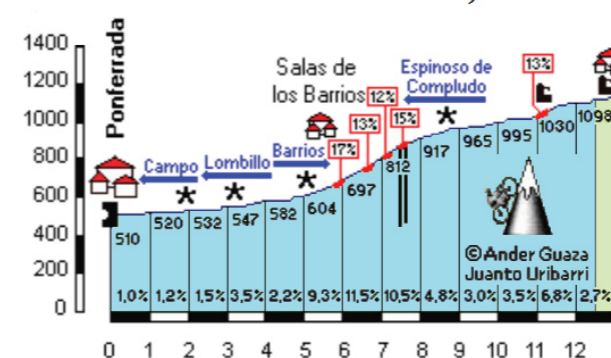 1400
1200
1000
800
600
400
200
0
Ponferrada
Campo
Lombillo
Barrios
Salas de
los Barrios
Espinoso de
Compludo
17%
13%
12%
15%
13%
510
520
532
547
582
604
697
812
917
965
995
1030
1098
©Ander Guaza
Juanto Uribarri
1,0% 1,2% 1,5% 3,5% 2,2% 9,3% 11,5% 10,5% 4,8% 3,0% 3,5% 6,8% 2,7%
0 1 2 3 4 5 6 7 8 9 10 11 12